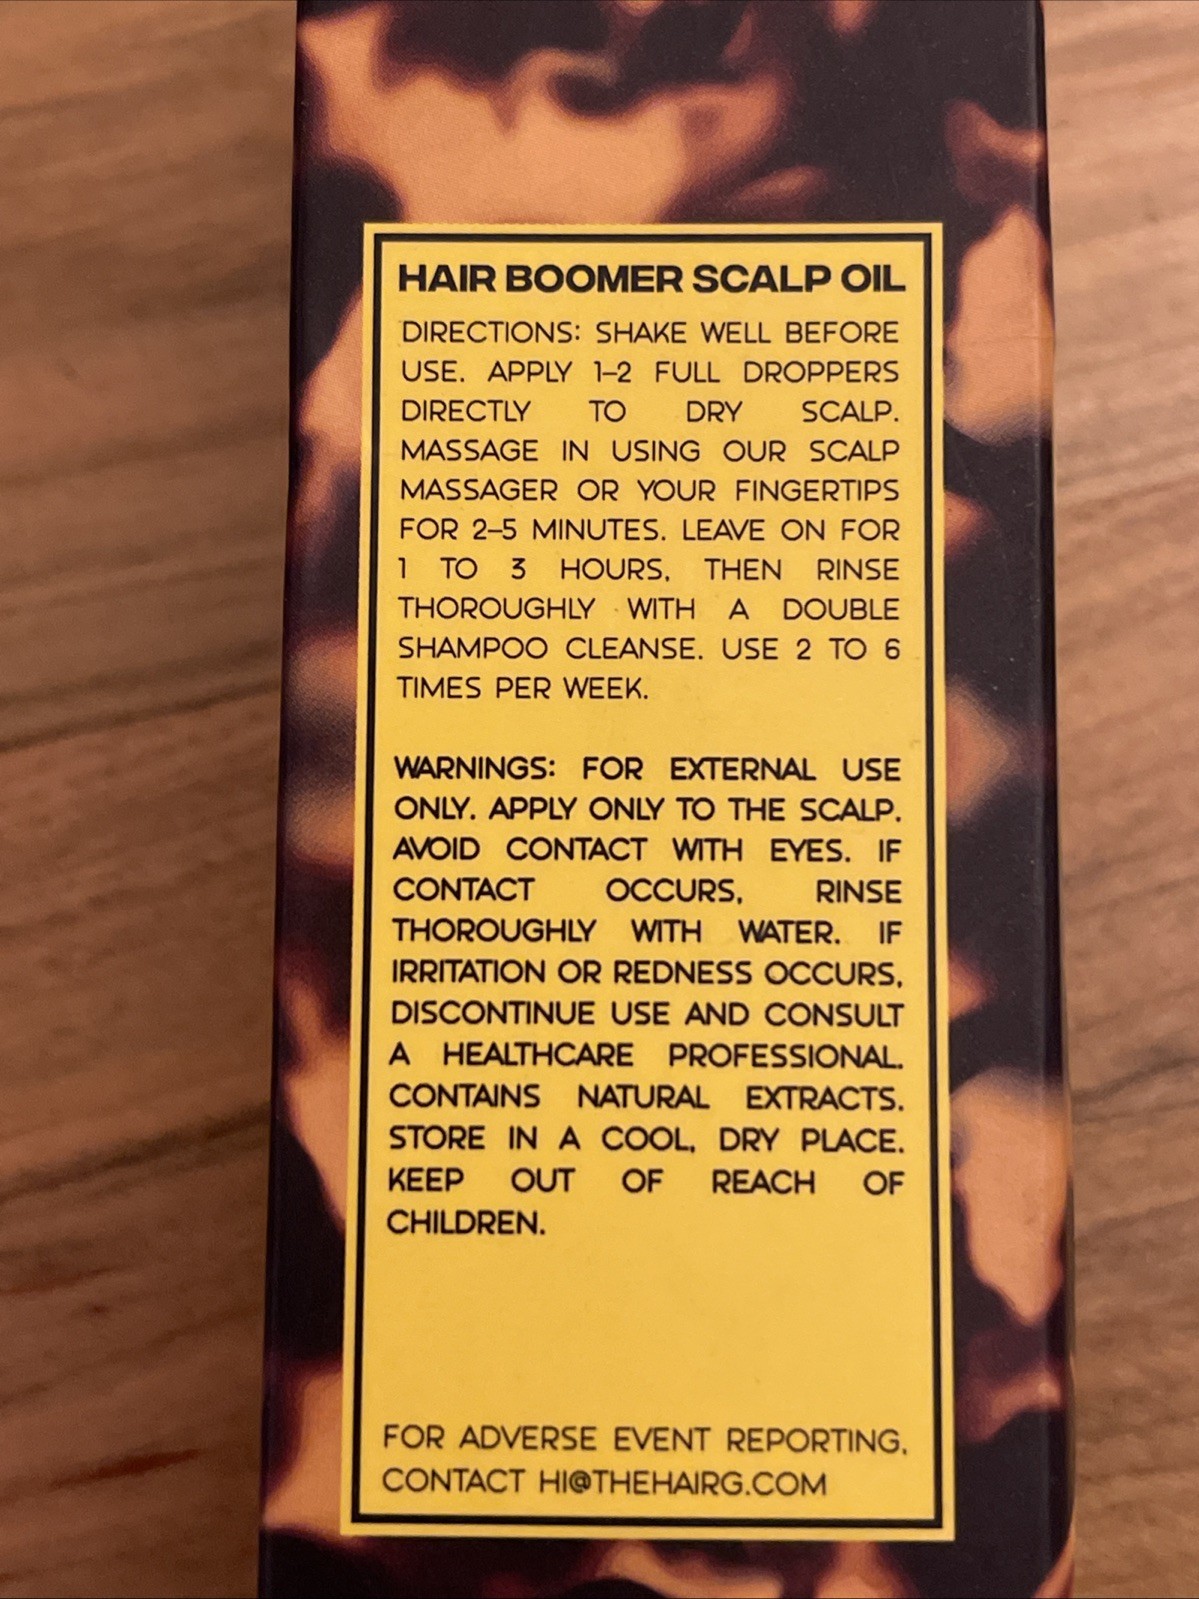 HAIR BOOMER SCALP OIL
DIRECTIONS: SHAKE WELL BEFORE
USE. APPLY 1–2 FULL DROPPERS
DIRECTLY TO DRY SCALP.
MASSAGE IN USING OUR SCALP
MASSAGER OR YOUR FINGERTIPS
FOR 2–5 MINUTES. LEAVE ON FOR
1 TO 3 HOURS, THEN RINSE
THOROUGHLY WITH A DOUBLE
SHAMPOO CLEANSE. USE 2 TO 6
TIMES PER WEEK.
WARNINGS: FOR EXTERNAL USE
ONLY. APPLY ONLY TO THE SCALP.
AVOID CONTACT WITH EYES. IF
CONTACT OCCURS, RINSE
THOROUGHLY WITH WATER. IF
IRRITATION OR REDNESS OCCURS,
DISCONTINUE USE AND CONSULT
A HEALTHCARE PROFESSIONAL.
CONTAINS NATURAL EXTRACTS.
STORE IN A COOL, DRY PLACE.
KEEP OUT OF REACH OF
CHILDREN.
FOR ADVERSE EVENT REPORTING,
CONTACT HI@THEHAIRG.COM